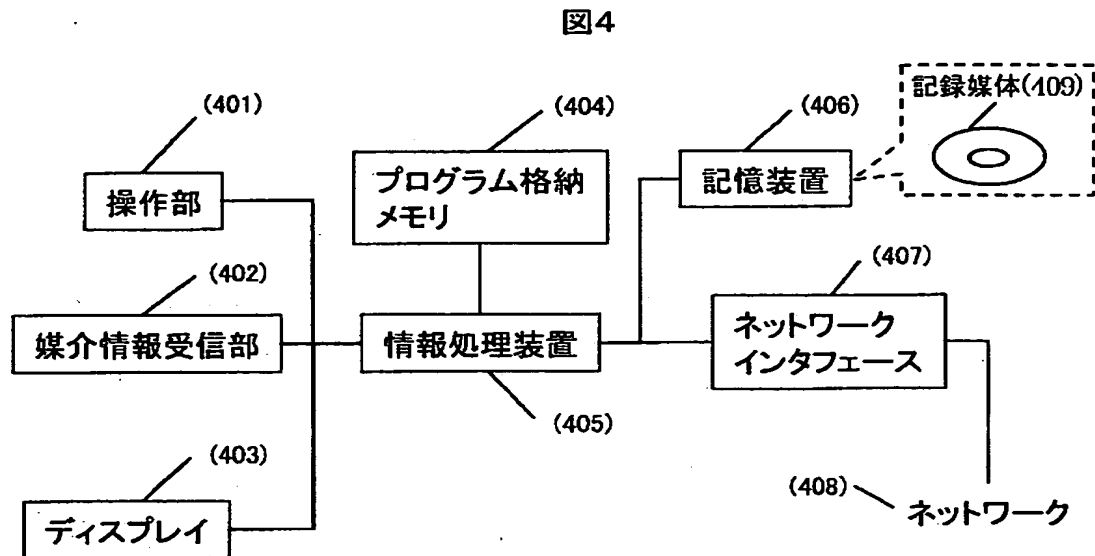 図4
(401)
操作部
(402)
媒介情報受信部
(403)
ディスプレイ
(404)
プログラム格納
メモリ
情報処理装置
(405)
(406)
記憶装置
記録媒体(409)
(407)
ネットワーク
インタフェース
(408)
ネットワーク